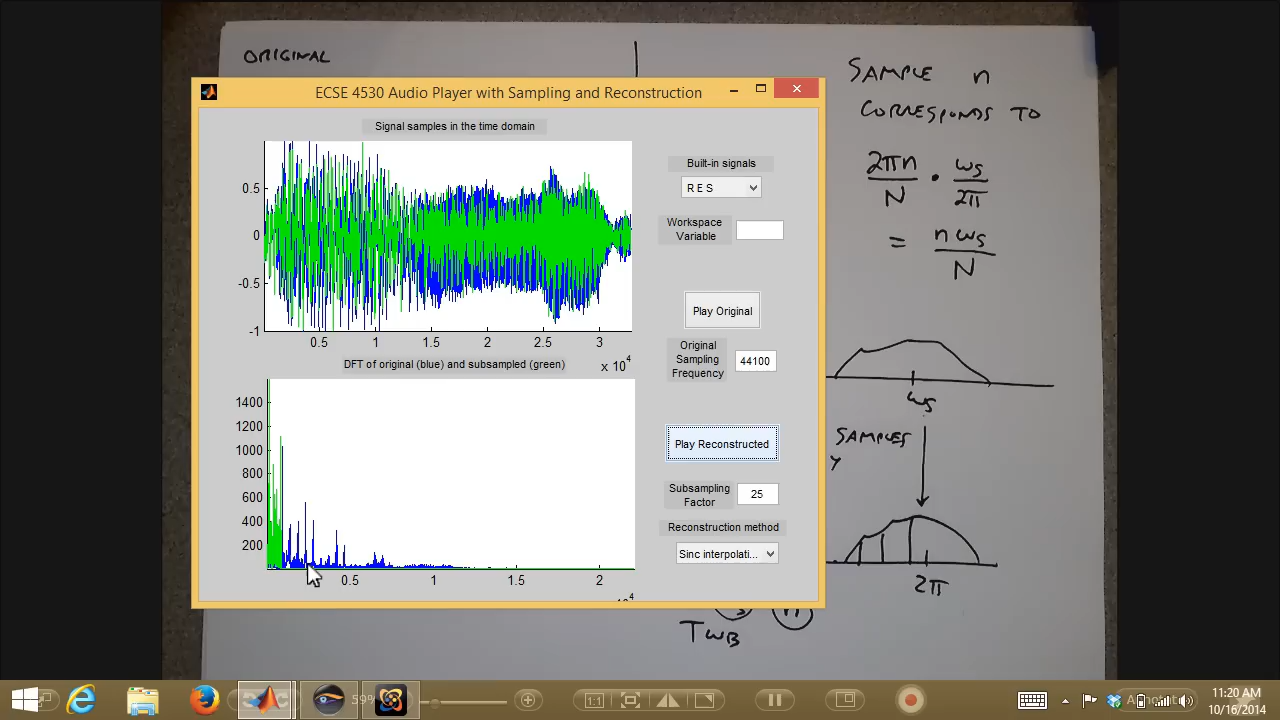 ORIGINAL
SAMPLE n
CORRESPONDS TO
2πn/N · ωs/2π
= nωs/N
ωs
SAMPLES
Y
2π
TωB
ECSE 4530 Audio Player with Sampling and Reconstruction
Signal samples in the time domain
0.5
0
-0.5
-1
0.5 1 1.5 2 2.5 3
x 10^4
DFT of original (blue) and subsampled (green)
1400
1200
1000
800
600
400
200
0.5 1 1.5 2
Built-in signals
R E S
Workspace
Variable
Play Original
Original
Sampling
Frequency
44100
Play Reconstructed
Subsampling
Factor
25
Reconstruction method
Sinc interpolati...
59%
1:1
11:20 AM
10/16/2014